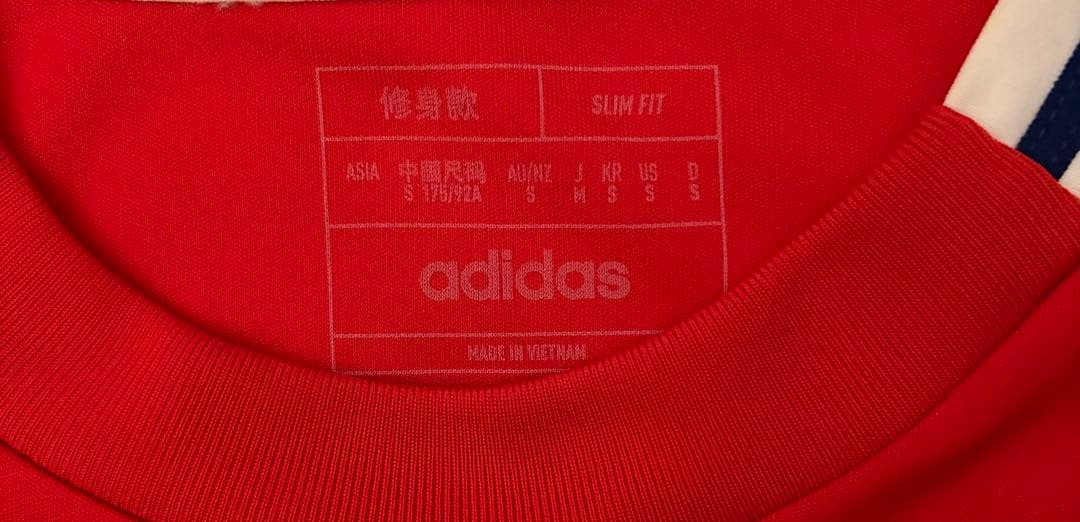 修身款 SLIM FIT
ASIA 中國尺码 AU/NZ J KR US D
S 175/92A S M S S S
adidas
MADE IN VIETNAM